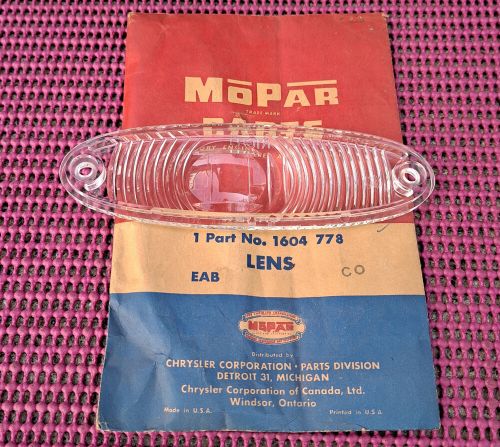 MOPAR
TRADE MARK
PARTS
1 Part No. 1604 778
LENS
EAB
CO
MOPAR
Distributed by
CHRYSLER CORPORATION · PARTS DIVISION
DETROIT 31, MICHIGAN
Chrysler Corporation of Canada, Ltd.
Windsor, Ontario
Made in U.S.A.
Printed in U.S.A.